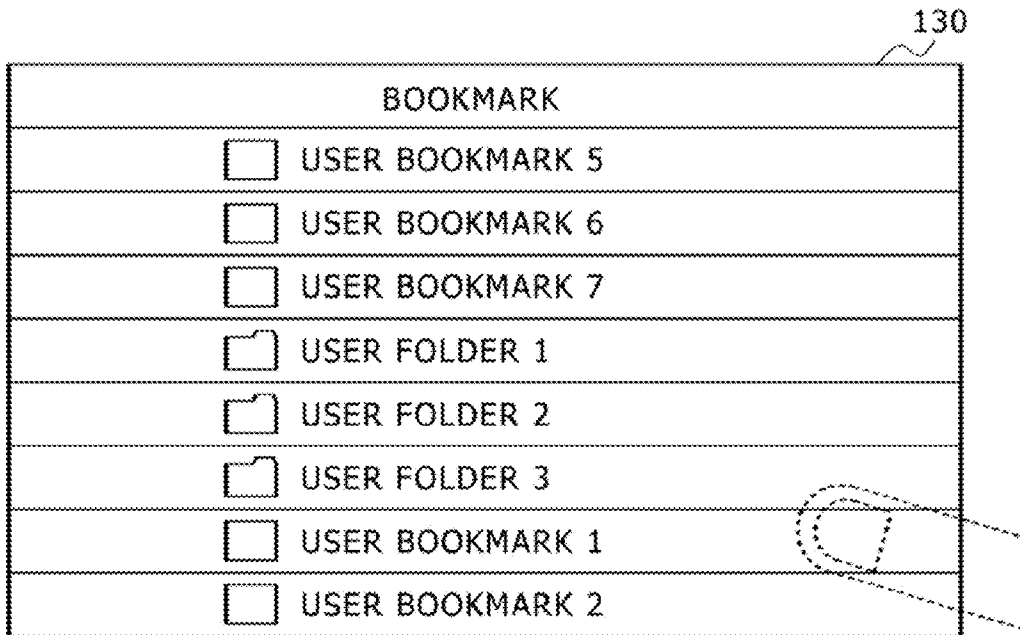 130
BOOKMARK
USER BOOKMARK 5
USER BOOKMARK 6
USER BOOKMARK 7
USER FOLDER 1
USER FOLDER 2
USER FOLDER 3
USER BOOKMARK 1
USER BOOKMARK 2